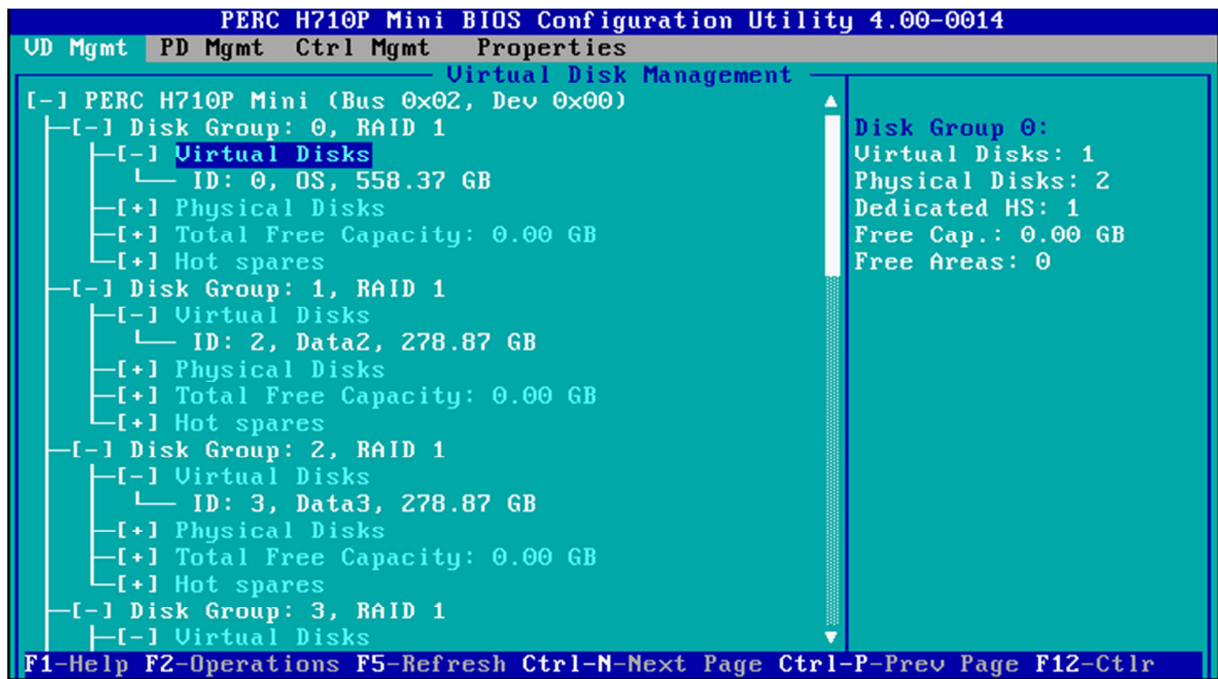 PERC H710P Mini BIOS Configuration Utility 4.00-0014
VD Mgmt PD Mgmt Ctrl Mgmt Properties
Virtual Disk Management
[-] PERC H710P Mini (Bus 0x02, Dev 0x00)
[-] Disk Group: 0, RAID 1
[-] Virtual Disks
ID: 0, OS, 558.37 GB
[+] Physical Disks
[+] Total Free Capacity: 0.00 GB
[+] Hot spares
[-] Disk Group: 1, RAID 1
[-] Virtual Disks
ID: 2, Data2, 278.87 GB
[+] Physical Disks
[+] Total Free Capacity: 0.00 GB
[+] Hot spares
[-] Disk Group: 2, RAID 1
[-] Virtual Disks
ID: 3, Data3, 278.87 GB
[+] Physical Disks
[+] Total Free Capacity: 0.00 GB
[+] Hot spares
[-] Disk Group: 3, RAID 1
[-] Virtual Disks
Disk Group 0:
Virtual Disks: 1
Physical Disks: 2
Dedicated HS: 1
Free Cap.: 0.00 GB
Free Areas: 0
F1-Help F2-Operations F5-Refresh Ctrl-N-Next Page Ctrl-P-Prev Page F12-Ctlr